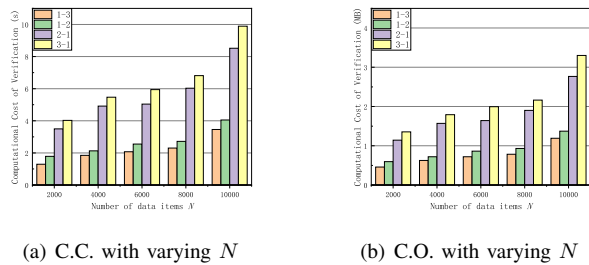 1-3
1-2
2-1
3-1
10
8
6
4
2
0
Computational Cost of Verification (s)
2000 4000 6000 8000 10000
Number of data items N
(a) C.C. with varying N
1-3
1-2
2-1
3-1
4
3
2
1
0
Computational Cost of Verification (MB)
2000 4000 6000 8000 10000
Number of data items N
(b) C.O. with varying N